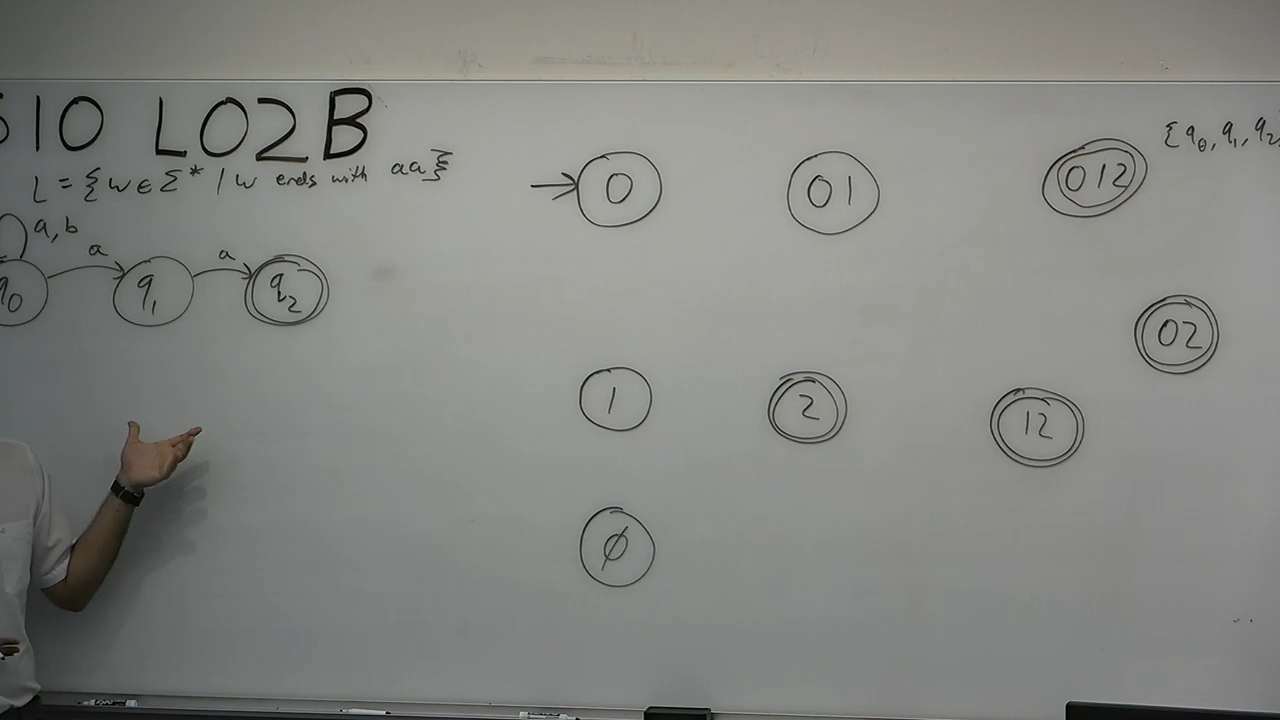 510 L02B
L = {w ∈ Σ* / w ends with aa}
{q₀, q₁, q₂
0
01
012
a, b
a
a
q₀
q₁
q₂
02
1
2
12
∅